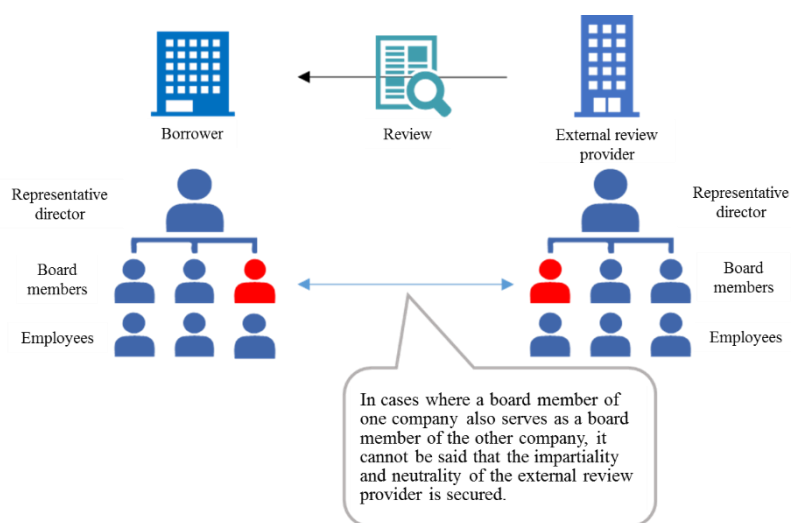 Borrower
Review
External review
provider
Representative
director
Representative
director
Board
members
Board
members
Employees
Employees
In cases where a board member of
one company also serves as a board
member of the other company, it
cannot be said that the impartiality
and neutrality of the external review
provider is secured.